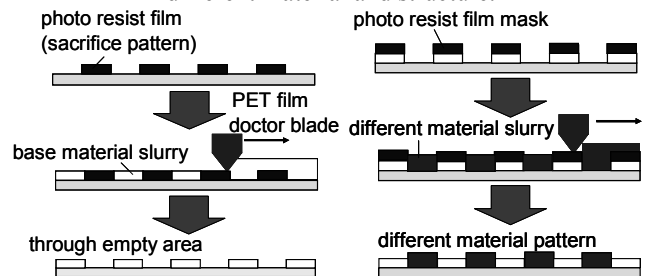 photo resist film
(sacrifice pattern)
PET film
doctor blade
base material slurry
through empty area
photo resist film mask
different material slurry
different material pattern